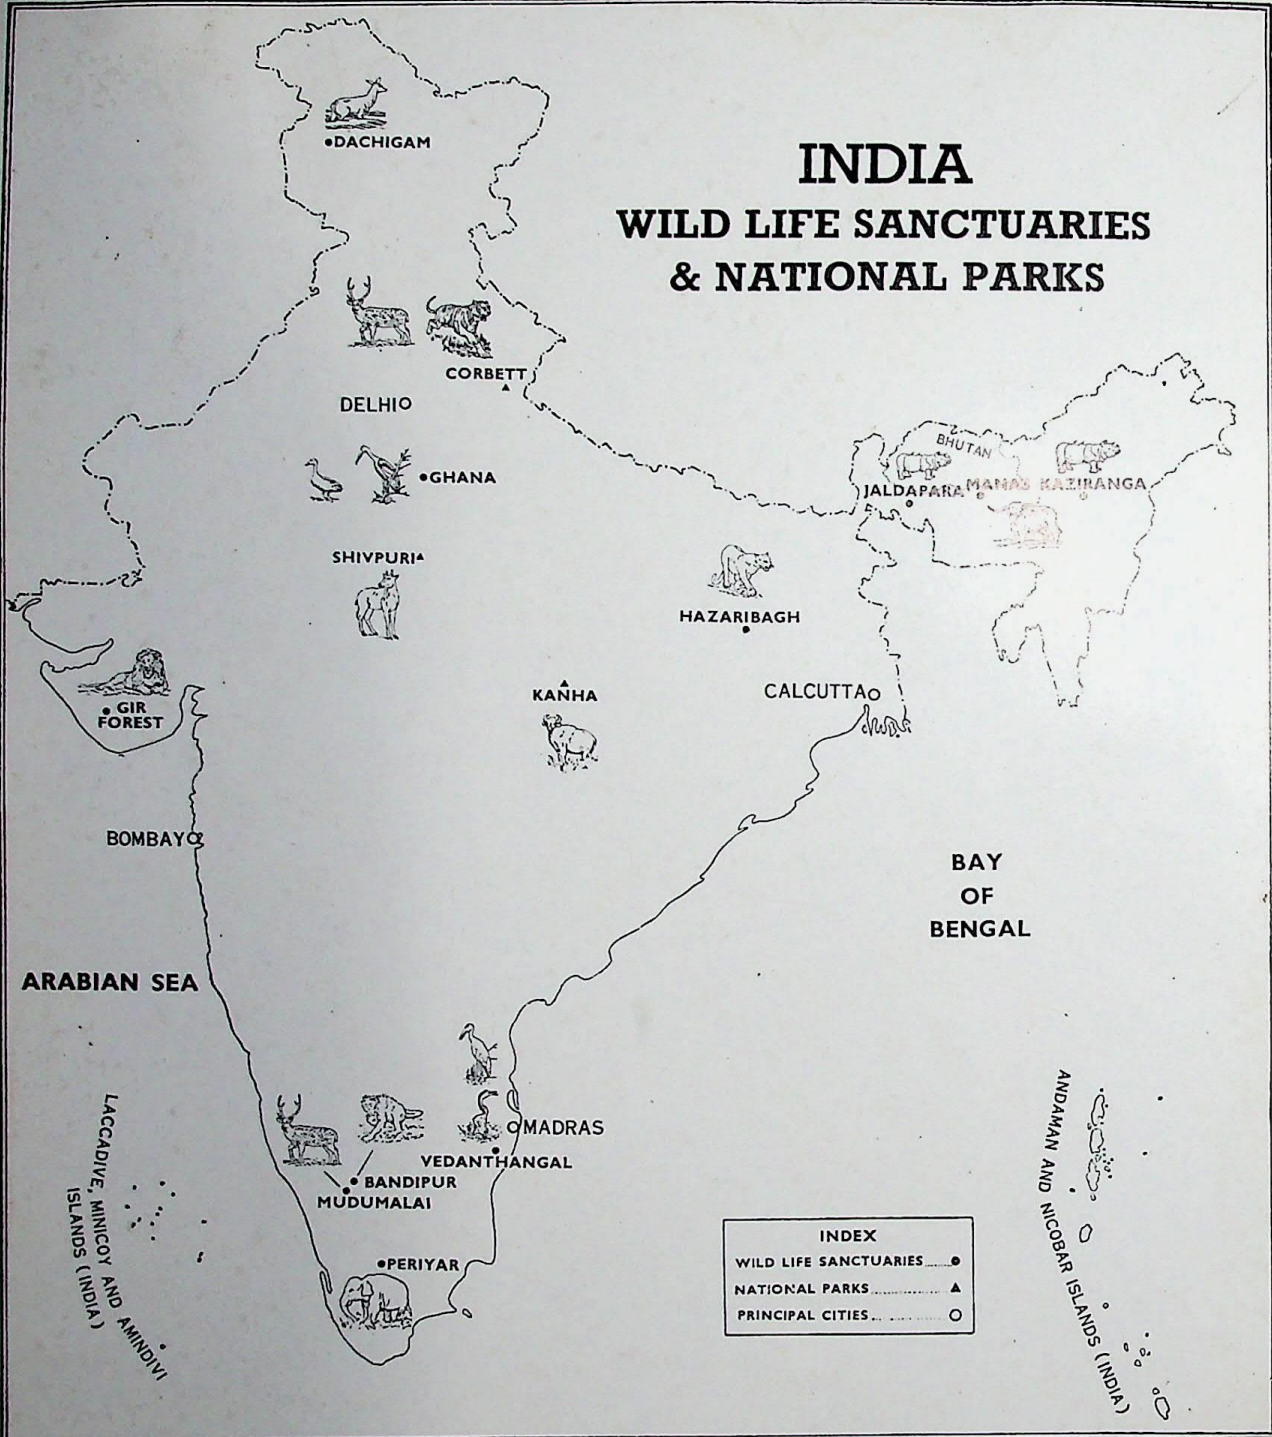 INDIA
WILD LIFE SANCTUARIES
& NATIONAL PARKS
DACHIGAM
CORBETT
DELHI
BHUTAN
GHANA
JALDAPARA
MANAS
KAZIRANGA
SHIVPURI
HAZARIBAGH
KANHA
CALCUTTA
GIR
FOREST
BOMBAY
BAY
OF
BENGAL
ARABIAN SEA
MADRAS
VEDANTHANGAL
BANDIPUR
MUDUMALAI
PERIYAR
LACCADIVE, MINICOY AND AMINDIVI
ISLANDS (INDIA)
ANDAMAN AND NICOBAR ISLANDS (INDIA)
INDEX
WILD LIFE SANCTUARIES
NATIONAL PARKS
PRINCIPAL CITIES